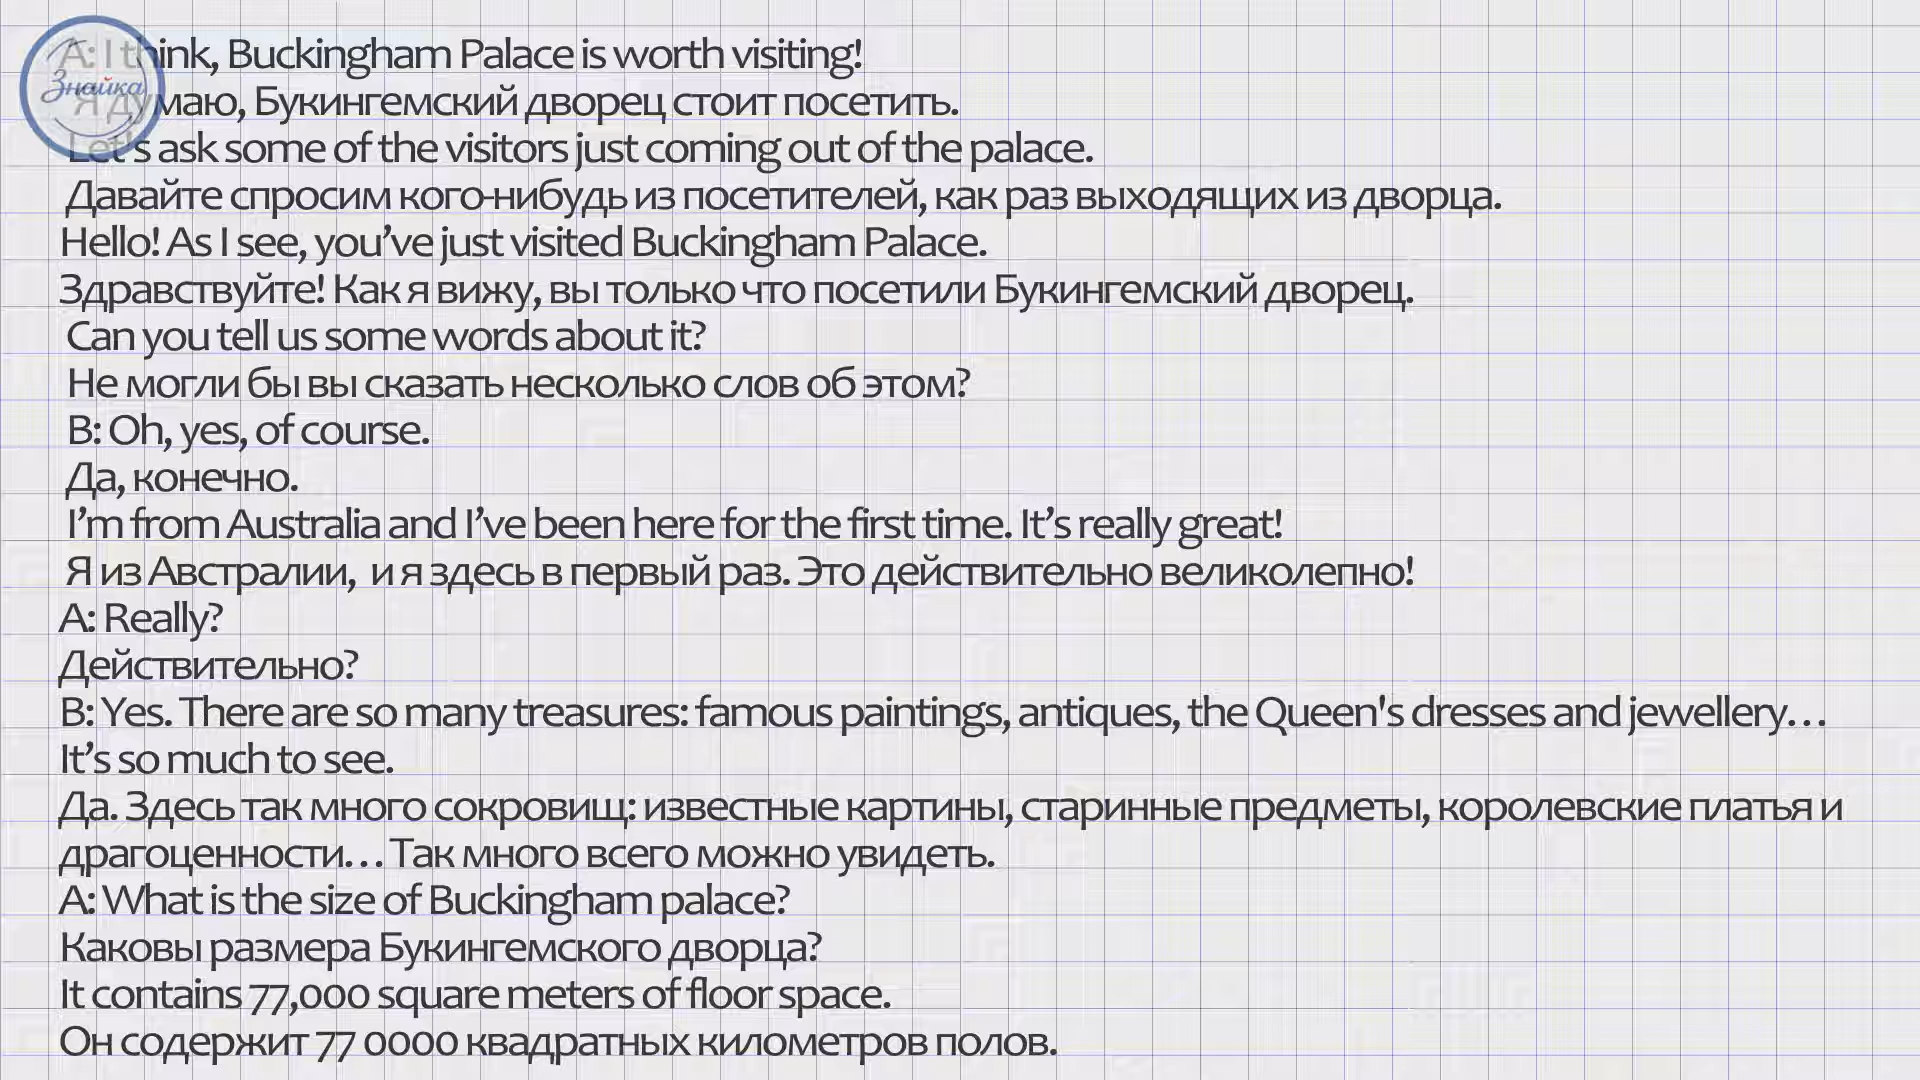 A: I think, Buckingham Palace is worth visiting!
Знайка
Я думаю, Букингемский дворец стоит посетить.
Let's ask some of the visitors just coming out of the palace.
Давайте спросим кого-нибудь из посетителей, как раз выходящих из дворца.
Hello! As I see, you’ve just visited Buckingham Palace.
Здравствуйте! Как я вижу, вы только что посетили Букингемский дворец.
Can you tell us some words about it?
Не могли бы вы сказать несколько слов об этом?
B: Oh, yes, of course.
Да, конечно.
I’m from Australia and I’ve been here for the first time. It’s really great!
Я из Австралии, и я здесь в первый раз. Это действительно великолепно!
A: Really?
Действительно?
B: Yes. There are so many treasures: famous paintings, antiques, the Queen's dresses and jewellery…
It’s so much to see.
Да. Здесь так много сокровищ: известные картины, старинные предметы, королевские платья и
драгоценности… Так много всего можно увидеть.
A: What is the size of Buckingham palace?
Каковы размера Букингемского дворца?
It contains 77,000 square meters of floor space.
Он содержит 77 0000 квадратных километров полов.